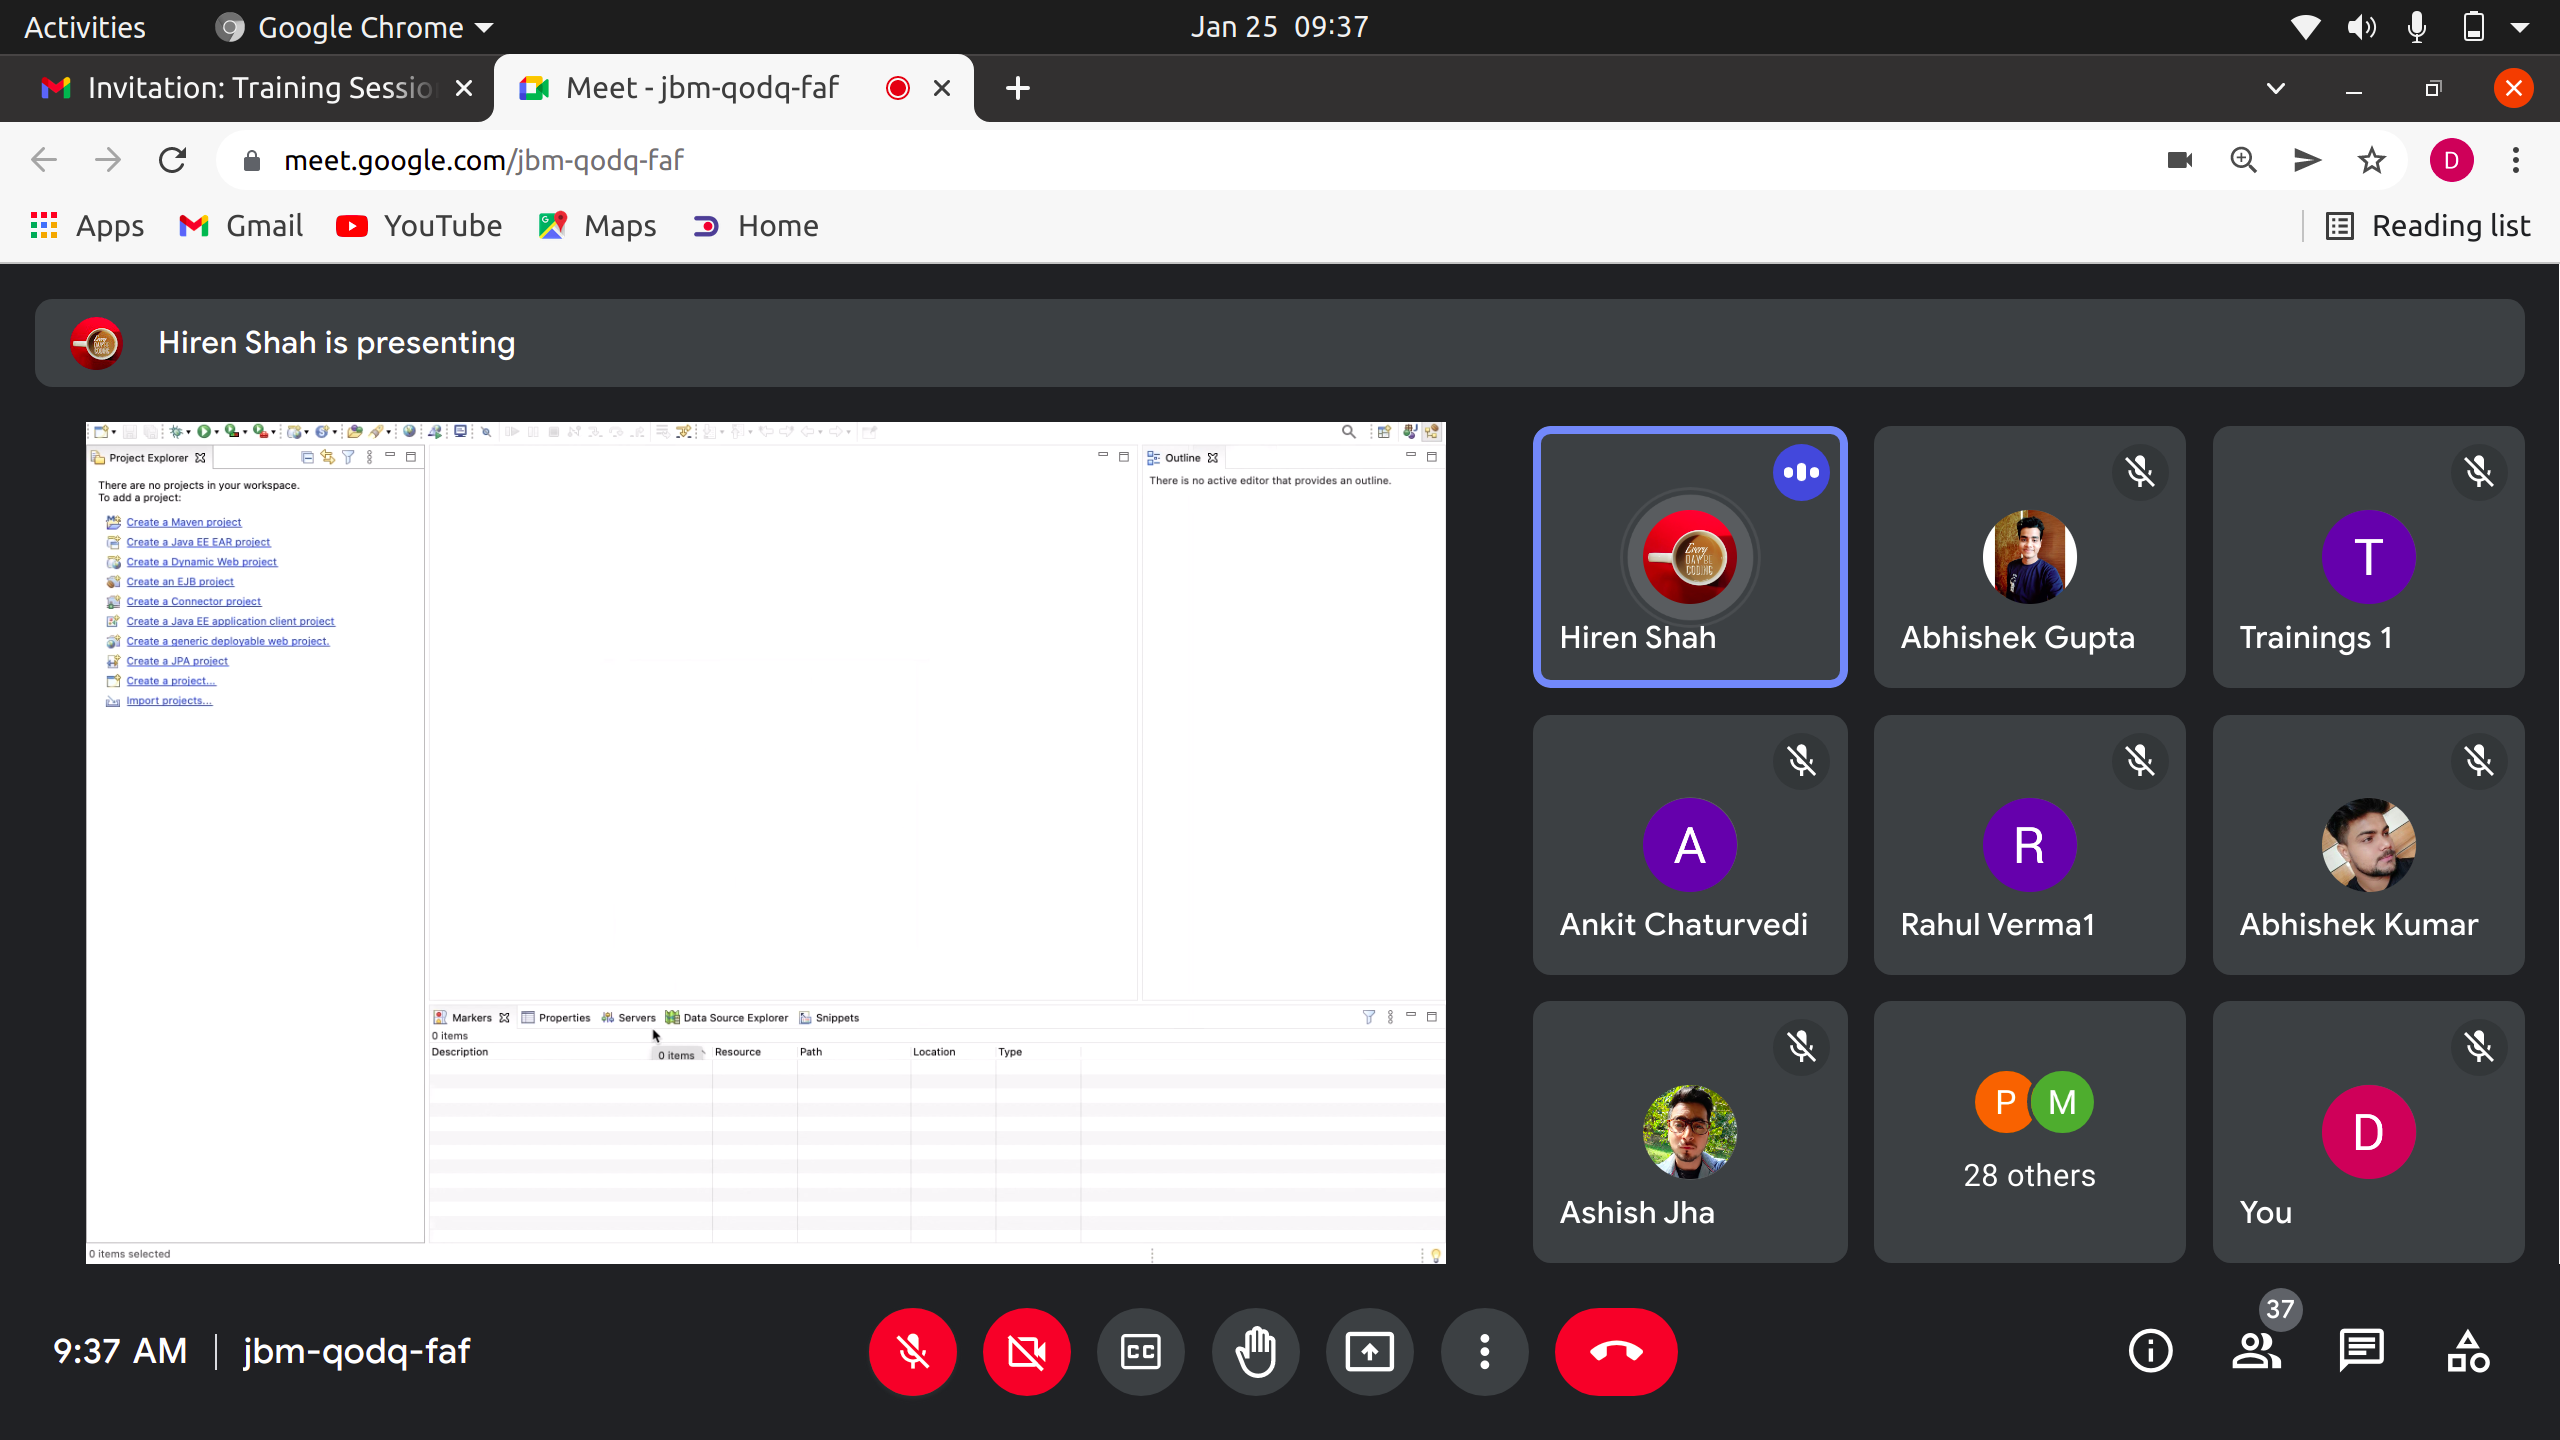 Activities
Google Chrome
Jan 25 09:37
Invitation: Training Sessio
Meet - jbm-qodq-faf
meet.google.com/jbm-qodq-faf
D
Apps
Gmail
YouTube
Maps
Home
Reading list
Hiren Shah is presenting
Project Explorer
There are no projects in your workspace.
To add a project:
Create a Maven project
Create a Java EE EAR project
Create a Dynamic Web project
Create an EJB project
Create a Connector project
Create a Java EE application client project
Create a generic deployable web project.
Create a JPA project
Create a project...
Import projects...
Outline
There is no active editor that provides an outline.
Markers
Properties
Servers
Data Source Explorer
Snippets
0 items
Description
0 items
Resource
Path
Location
Type
0 items selected
Every
DAY I'
CODING
Hiren Shah
Abhishek Gupta
T
Trainings 1
A
Ankit Chaturvedi
R
Rahul Verma1
Abhishek Kumar
Ashish Jha
P M
28 others
D
You
9:37 AM
jbm-qodq-faf
CC
37